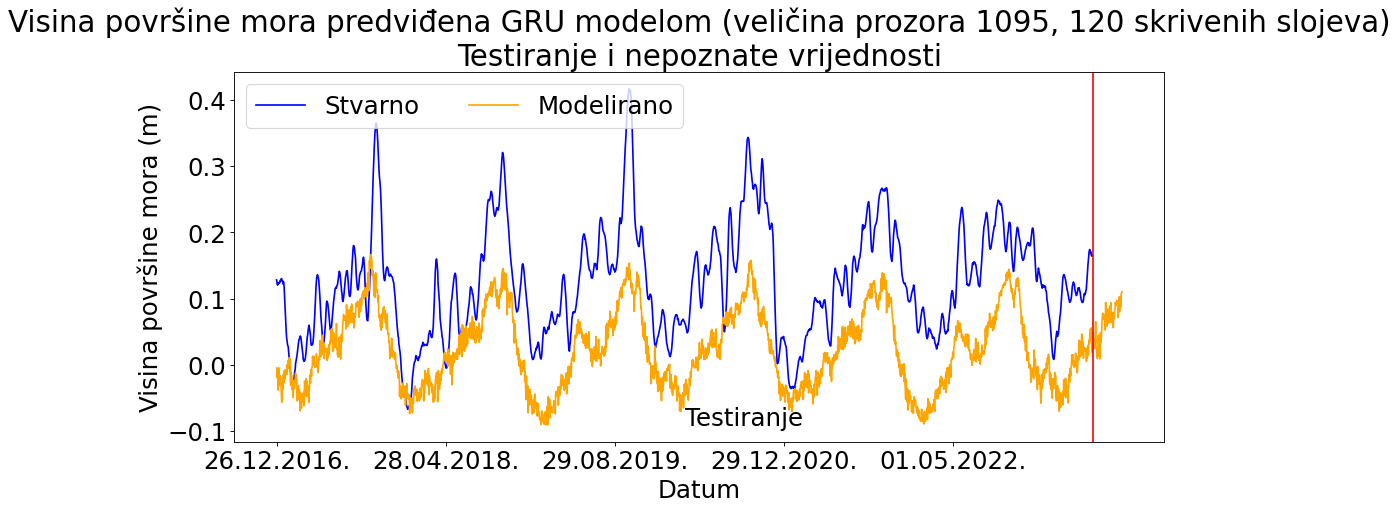 Visina površine mora predviđena GRU modelom (veličina prozora 1095, 120 skrivenih slojeva)
Testiranje i nepoznate vrijednosti
Stvarno Modelirano
Visina površine mora (m)
0.4
0.3
0.2
0.1
0.0
−0.1
Testiranje
26.12.2016. 28.04.2018. 29.08.2019. 29.12.2020. 01.05.2022.
Datum